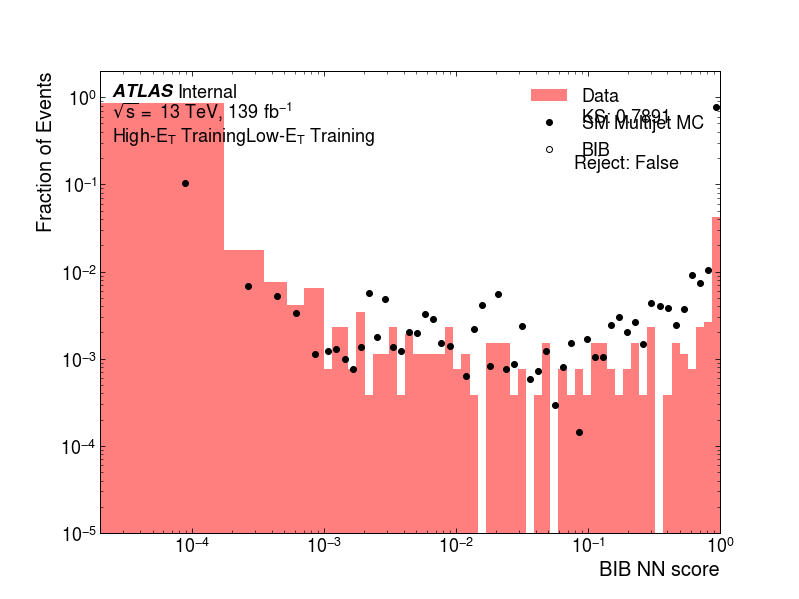 ATLAS Internal
√s = 13 TeV, 139 fb⁻¹
High-E_T TrainingLow-E_T Training
Data
KS: 0.7891
SM Multijet MC
BIB
Reject: False
Fraction of Events
10⁰
10⁻¹
10⁻²
10⁻³
10⁻⁴
10⁻⁵
10⁻⁴
10⁻³
10⁻²
10⁻¹
10⁰
BIB NN score